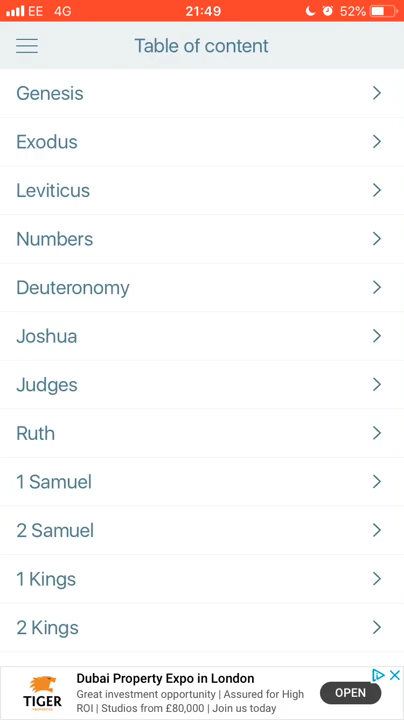 EE 4G 21:49 52%
Table of content
Genesis
Exodus
Leviticus
Numbers
Deuteronomy
Joshua
Judges
Ruth
1 Samuel
2 Samuel
1 Kings
2 Kings
Dubai Property Expo in London
Great investment opportunity | Assured for High
ROI | Studios from £80,000 | Join us today
OPEN
TIGER